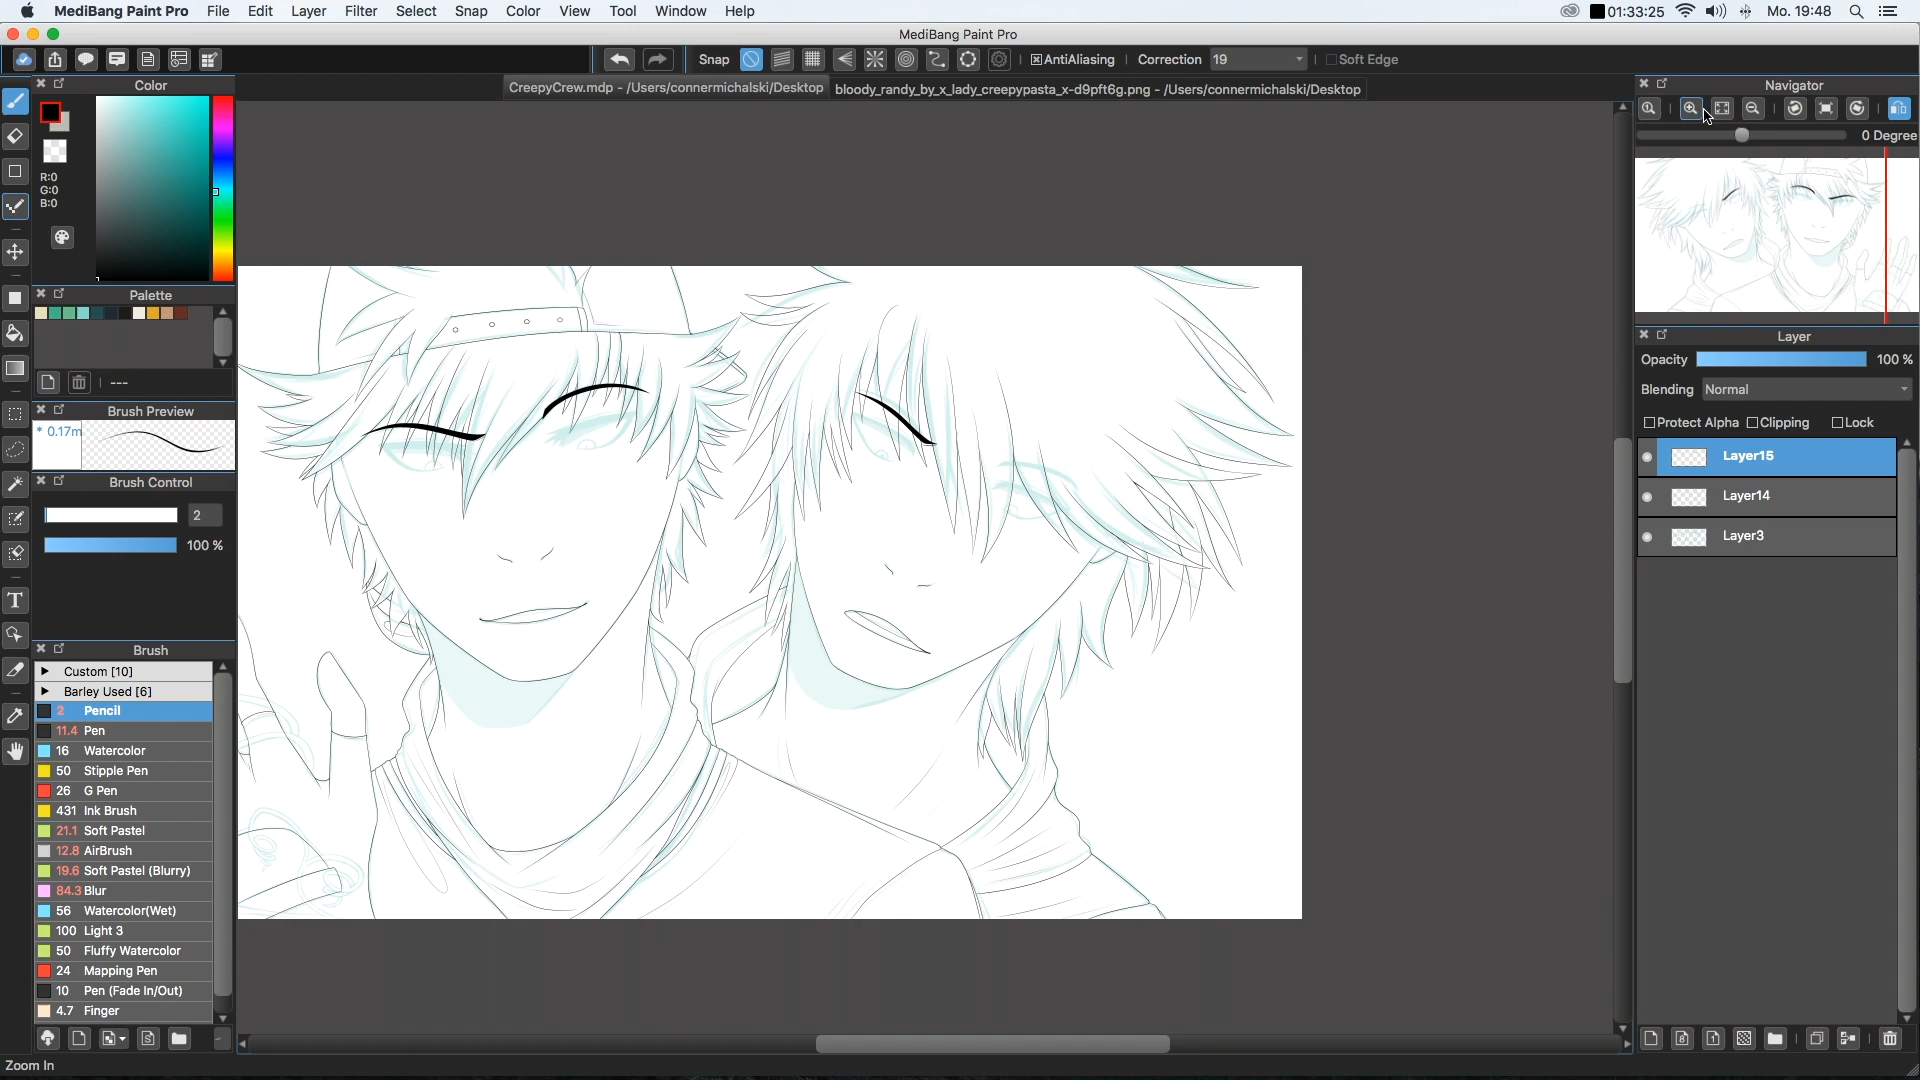 MediBang Paint Pro File Edit Layer Filter Select Snap Color View Tool Window Help 01:33:25 Mo. 19:48
MediBang Paint Pro
Snap AntiAliasing Correction 19 Soft Edge
CreepyCrew.mdp - /Users/connermichalski/Desktop bloody_randy_by_x_lady_creepypasta_x-d9pft6g.png - /Users/connermichalski/Desktop
Color
R:0
G:0
B:0
Palette
---
Brush Preview
* 0.17m
Brush Control
2
100 %
Brush
Custom [10]
Barley Used [6]
2 Pencil
11.4 Pen
16 Watercolor
50 Stipple Pen
26 G Pen
431 Ink Brush
21.1 Soft Pastel
12.8 AirBrush
19.6 Soft Pastel (Blurry)
84.3 Blur
56 Watercolor(Wet)
100 Light 3
50 Fluffy Watercolor
24 Mapping Pen
10 Pen (Fade In/Out)
4.7 Finger
Zoom In
Navigator
0 Degree
Layer
Opacity 100 %
Blending Normal
Protect Alpha Clipping Lock
Layer15
Layer14
Layer3